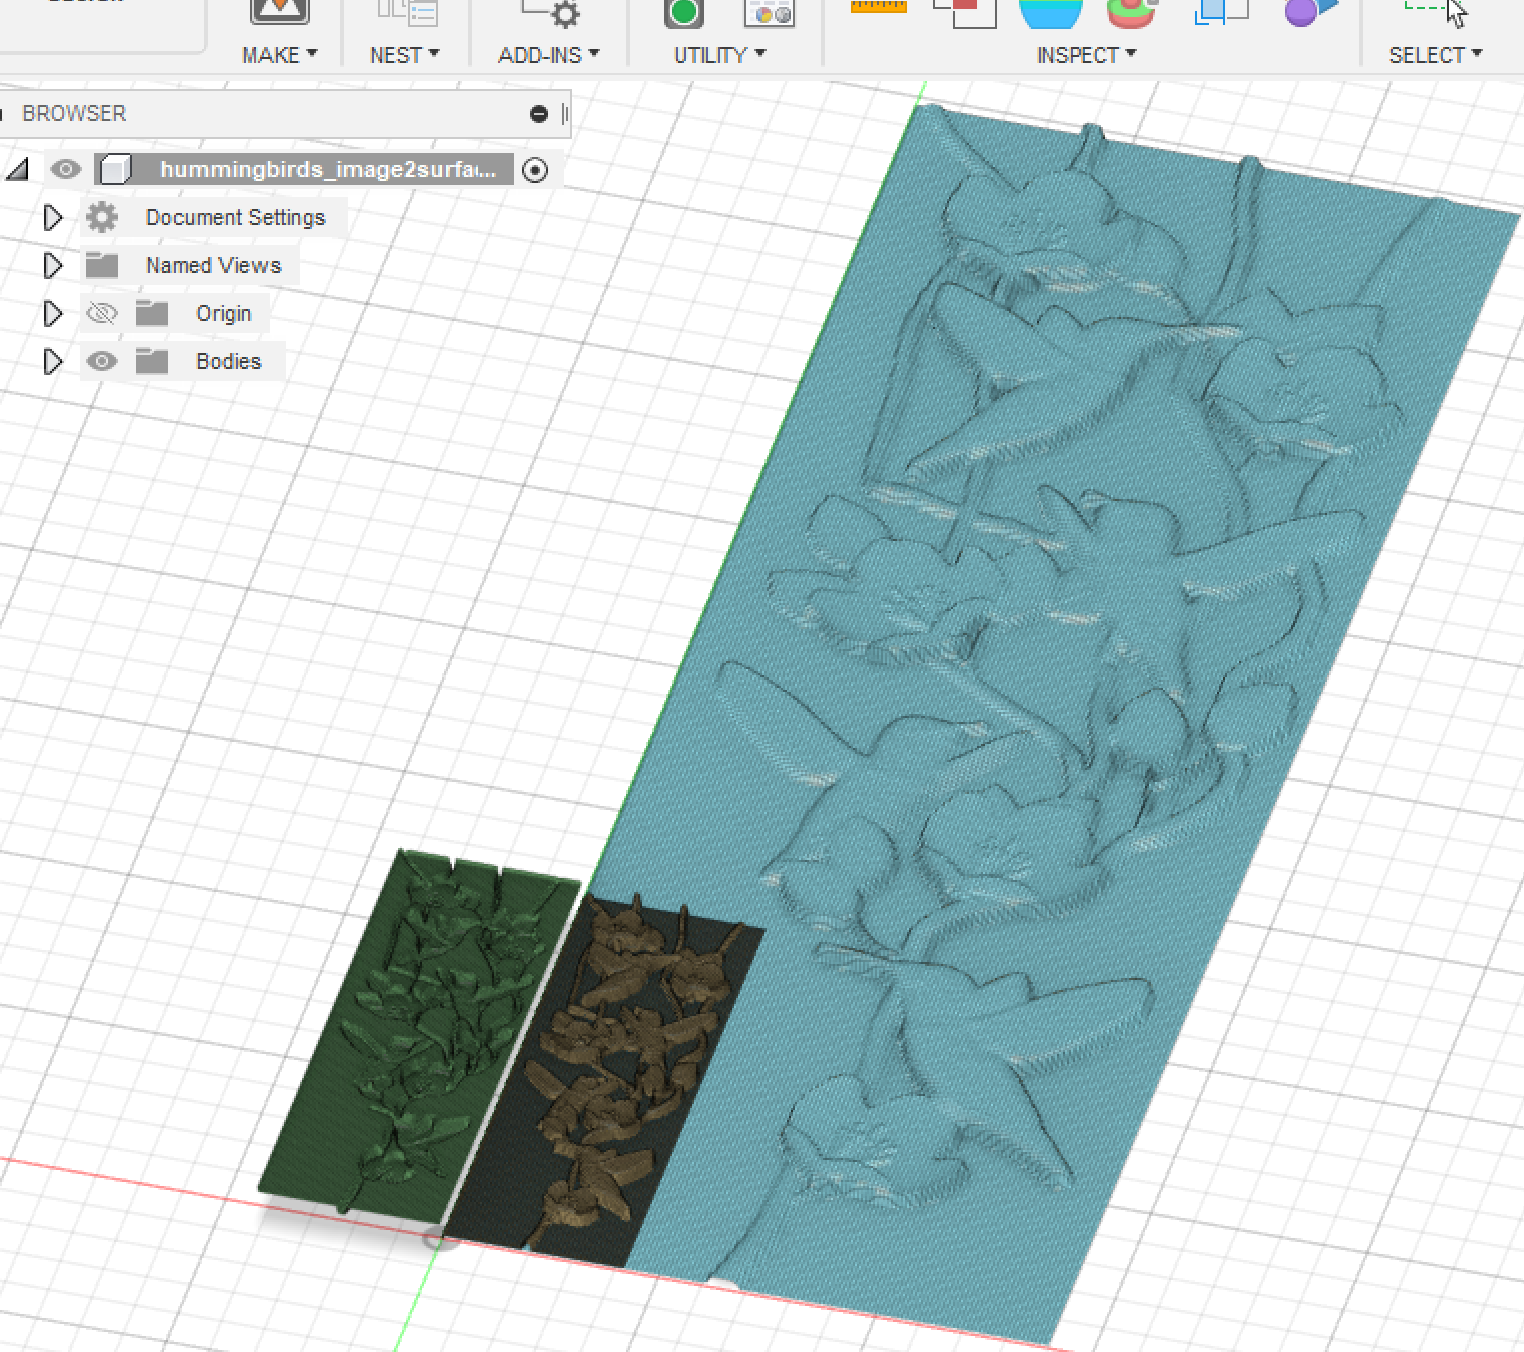 MAKE NEST ADD-INS UTILITY INSPECT SELECT
BROWSER
hummingbirds_image2surfa...
Document Settings
Named Views
Origin
Bodies